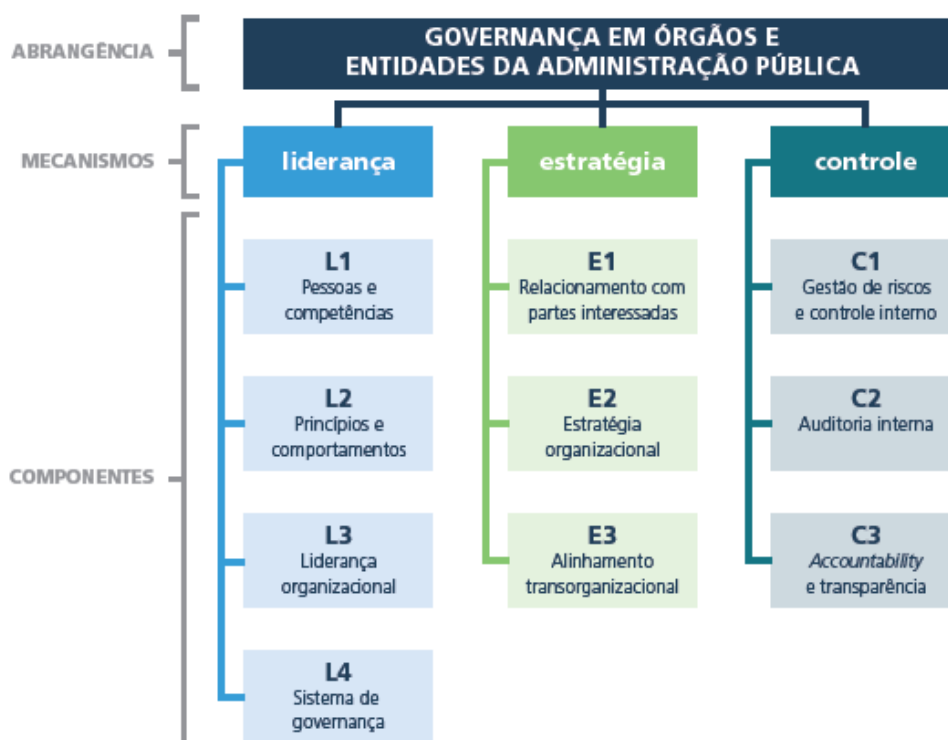 ABRANGÊNCIA
GOVERNANÇA EM ÓRGÃOS E
ENTIDADES DA ADMINISTRAÇÃO PÚBLICA
MECANISMOS
liderança
estratégia
controle
COMPONENTES
L1
Pessoas e
competências
L2
Princípios e
comportamentos
L3
Liderança
organizacional
L4
Sistema de
governança
E1
Relacionamento com
partes interessadas
E2
Estratégia
organizacional
E3
Alinhamento
transorganizacional
C1
Gestão de riscos
e controle interno
C2
Auditoria interna
C3
Accountability
e transparência